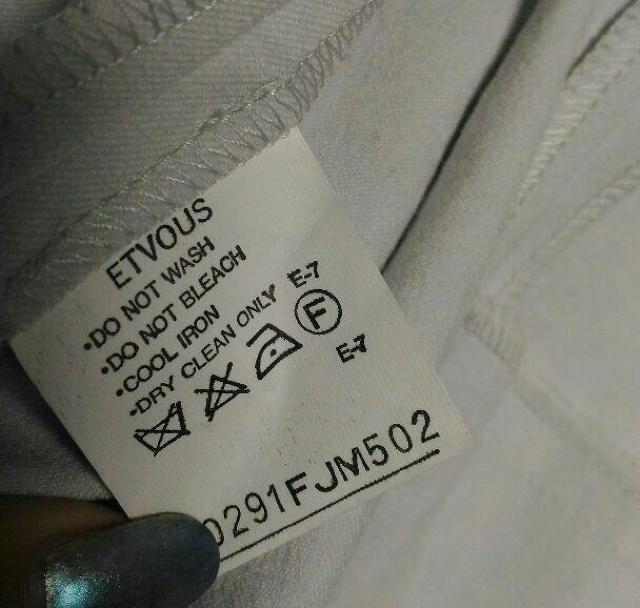 ETVOUS
•DO NOT WASH
•DO NOT BLEACH
•COOL IRON
•DRY CLEAN ONLY E-7
F
E-7
0291FJM502